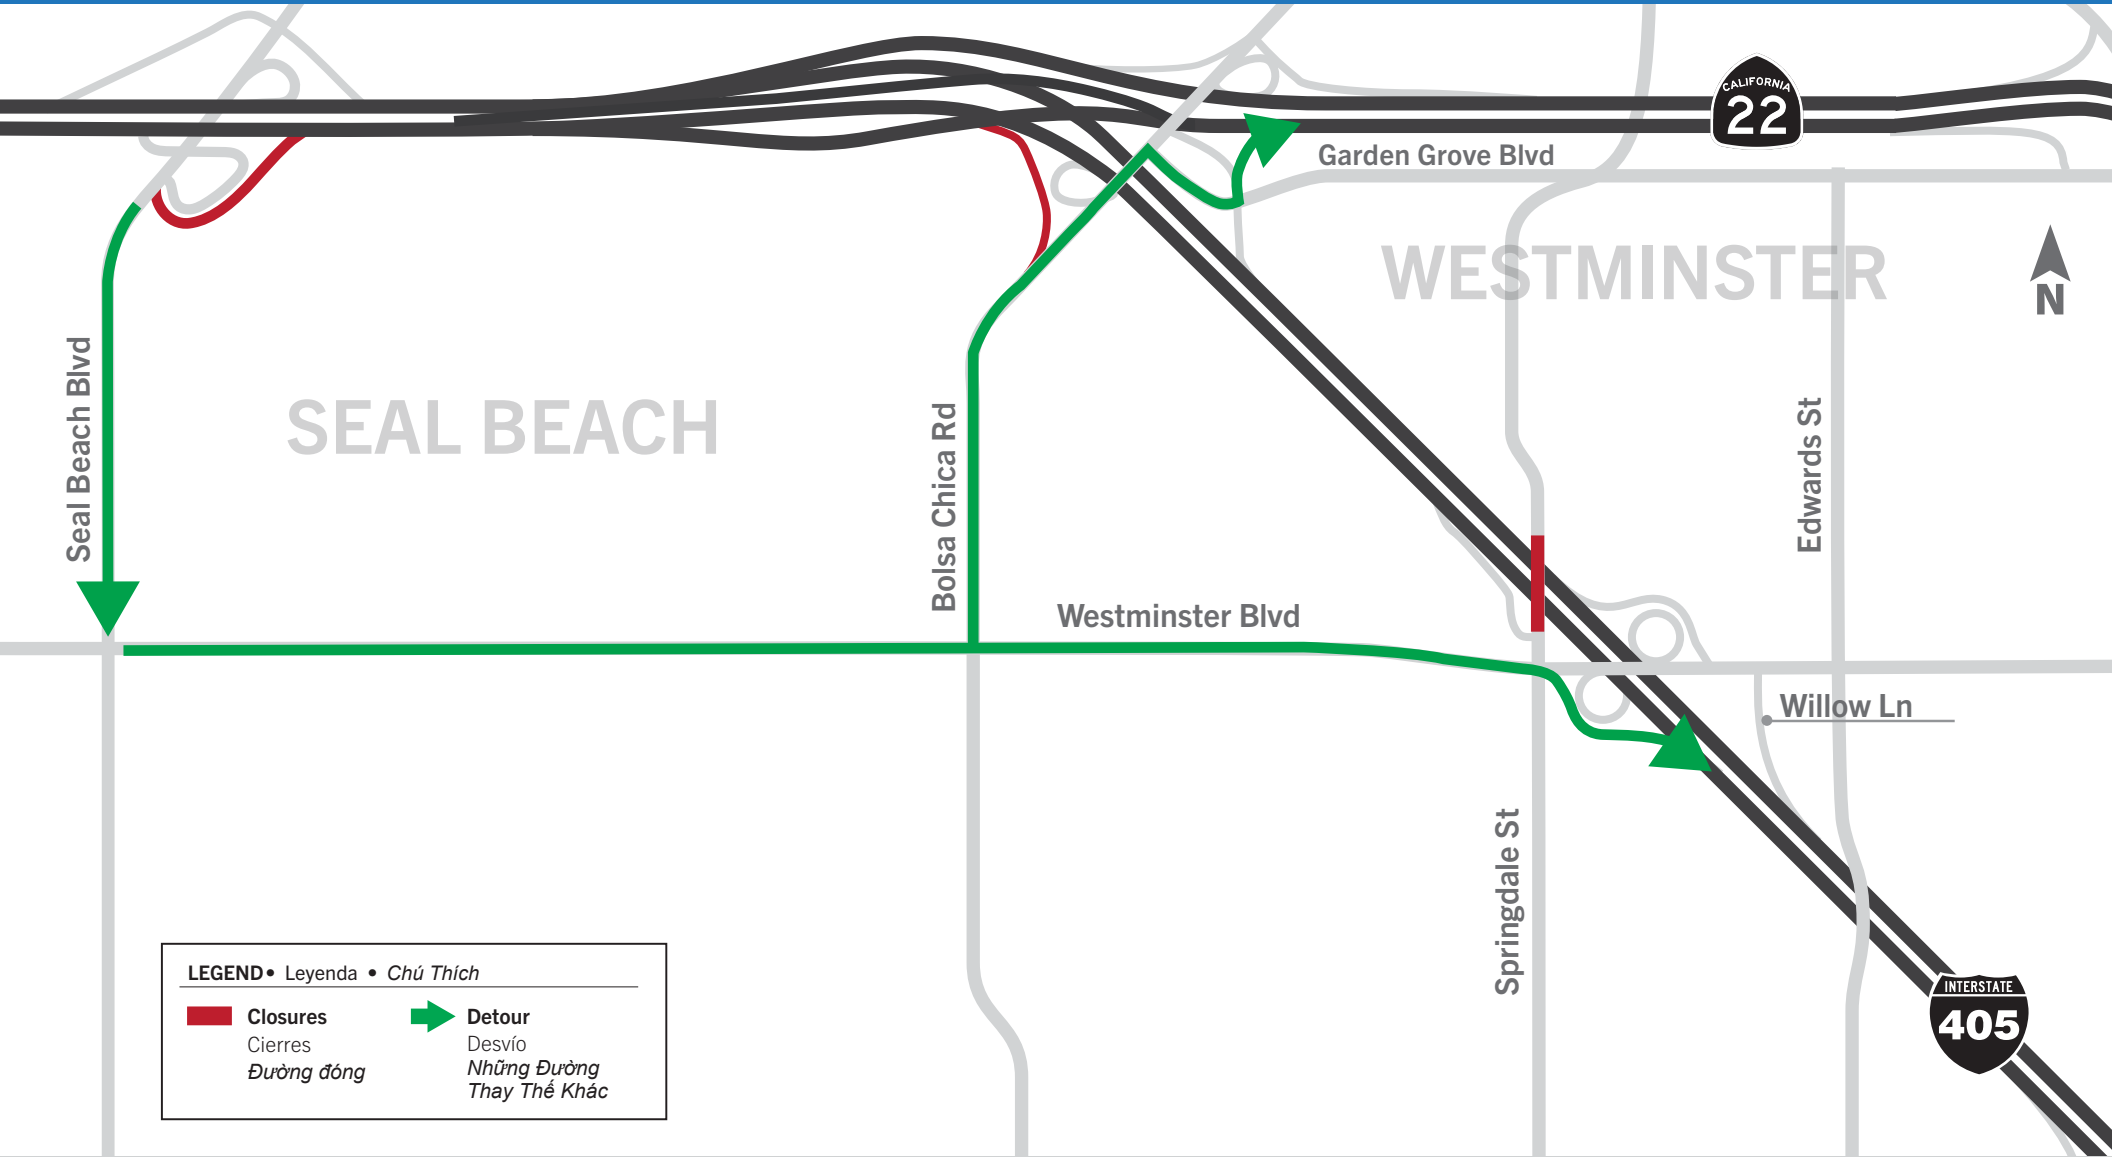 CALIFORNIA
22
Garden Grove Blvd
WESTMINSTER
N
Seal Beach Blvd
SEAL BEACH
Bolsa Chica Rd
Edwards St
Westminster Blvd
Willow Ln
Springdale St
INTERSTATE
405
LEGEND • Leyenda • Chú Thích
Closures
Cierres
Đường đóng
Detour
Desvío
Những Đường
Thay Thế Khác